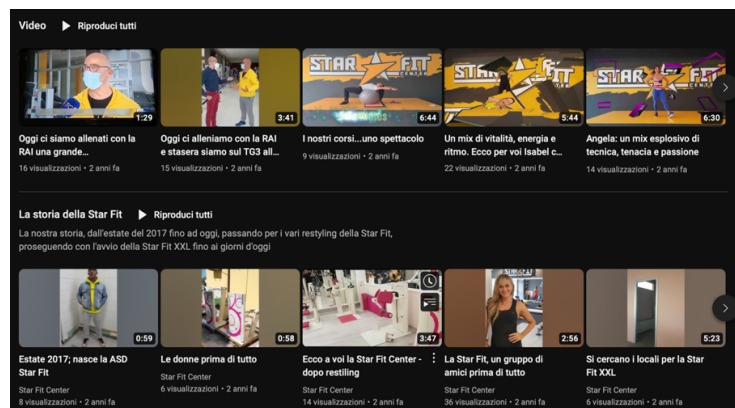 Video Riproduci tutti
STAR FIT
CENTER
STAR FIT
STAR FIT
CENTER
1:29
3:41
6:44
5:44
6:30
Oggi ci siamo allenati con la
RAI una grande...
16 visualizzazioni • 2 anni fa
Oggi ci alleniamo con la RAI
e stasera siamo sul TG3 all...
15 visualizzazioni • 2 anni fa
I nostri corsi...uno spettacolo
9 visualizzazioni • 2 anni fa
Un mix di vitalità, energia e
ritmo. Ecco per voi Isabel c...
22 visualizzazioni • 2 anni fa
Angela: un mix esplosivo di
tecnica, tenacia e passione
14 visualizzazioni • 2 anni fa
La storia della Star Fit Riproduci tutti
La nostra storia, dall'estate del 2017 fino ad oggi, passando per i vari restyling della Star Fit,
proseguendo con l'avvio della Star Fit XXL fino ai giorni d'oggi
0:59
0:58
3:47
2:56
5:23
Estate 2017; nasce la ASD
Star Fit
Star Fit Center
8 visualizzazioni • 2 anni fa
Le donne prima di tutto
Star Fit Center
6 visualizzazioni • 2 anni fa
Ecco a voi la Star Fit Center -
dopo restiling
Star Fit Center
14 visualizzazioni • 2 anni fa
La Star Fit, un gruppo di
amici prima di tutto
Star Fit Center
36 visualizzazioni • 2 anni fa
Si cercano i locali per la Star
Fit XXL
Star Fit Center
6 visualizzazioni • 2 anni fa